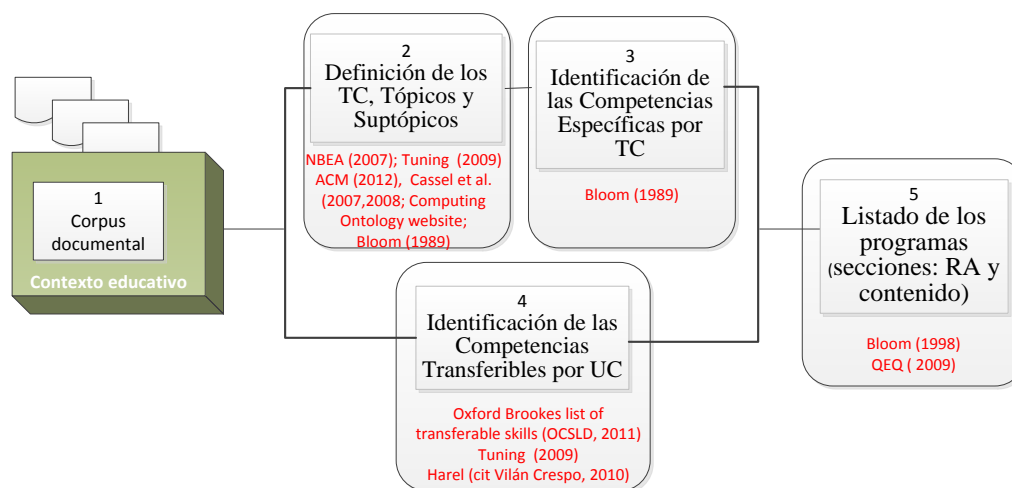 1
Corpus
documental
Contexto educativo
2
Definición de los
TC, Tópicos y
Suptópicos
NBEA (2007); Tuning (2009)
ACM (2012), Cassel et al.
(2007,2008; Computing
Ontology website;
Bloom (1989)
3
Identificación de
las Competencias
Específicas por
TC
Bloom (1989)
4
Identificación de las
Competencias
Transferibles por UC
Oxford Brookes list of
transferable skills (OCSLD, 2011)
Tuning (2009)
Harel (cit Vilán Crespo, 2010)
5
Listado de los
programas
(secciones: RA y
contenido)
Bloom (1998)
QEQ ( 2009)